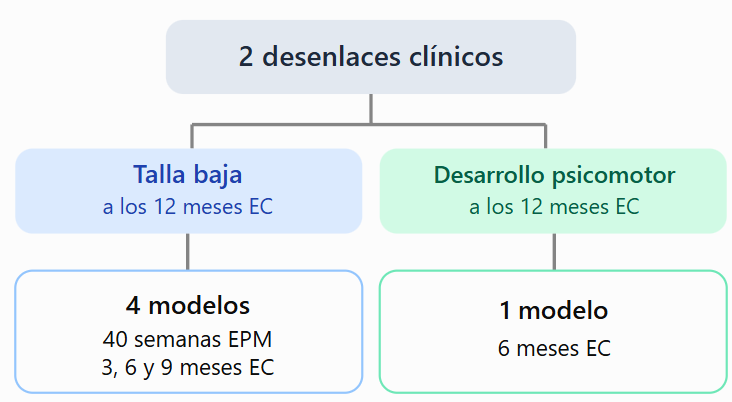 2 desenlaces clínicos
Talla baja
a los 12 meses EC
Desarrollo psicomotor
a los 12 meses EC
4 modelos
40 semanas EPM
3, 6 y 9 meses EC
1 modelo
6 meses EC